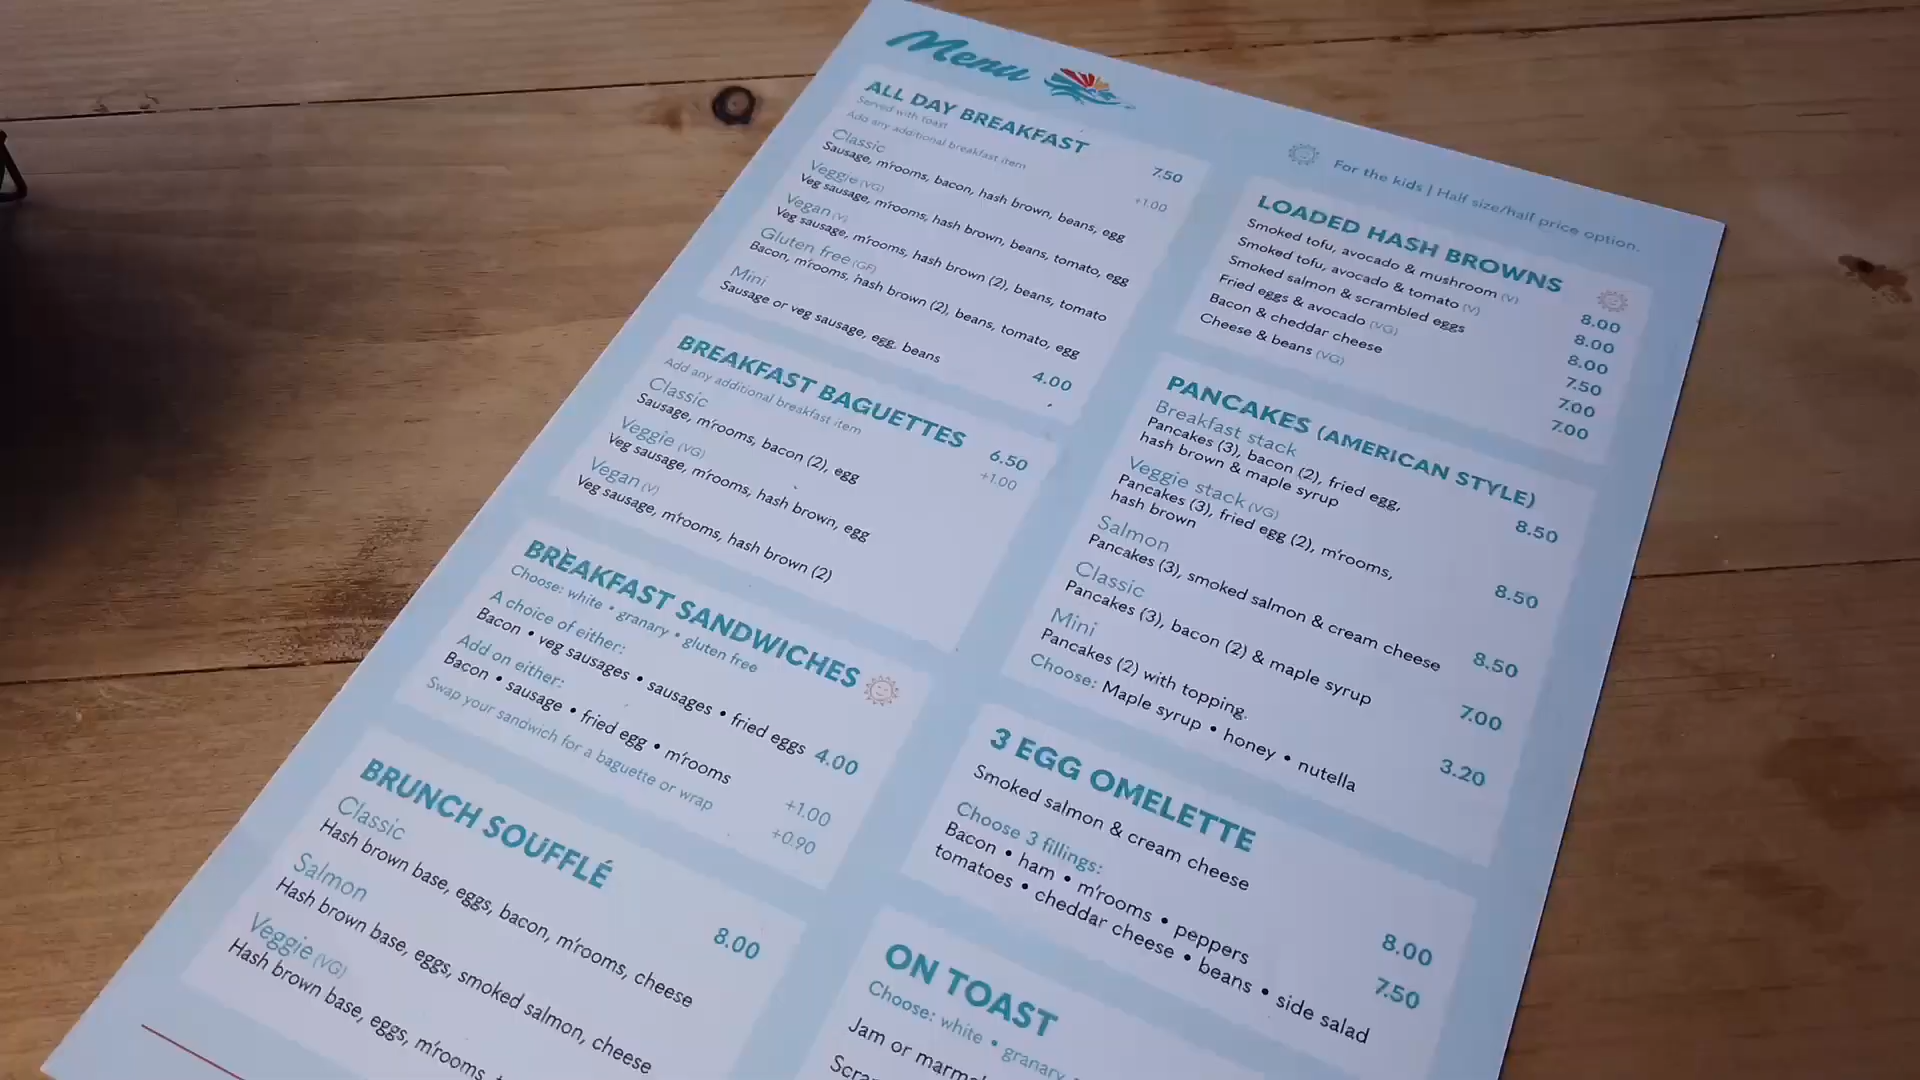 Menu
ALL DAY BREAKFAST
Served with toast 7.50
Add any additional breakfast item +1.00
Classic
Sausage, m'rooms, bacon, hash brown, beans, egg
Veggie (VG)
Veg sausage, m'rooms, hash brown, beans, tomato, egg
Vegan (V)
Veg sausage, m'rooms, hash brown (2), beans, tomato
Gluten free (GF)
Bacon, m'rooms, hash brown (2), beans, tomato, egg
Mini 4.00
Sausage or veg sausage, egg. beans
BREAKFAST BAGUETTES 6.50
Add any additional breakfast item +1.00
Classic
Sausage, m'rooms, bacon (2), egg
Veggie (VG)
Veg sausage, m'rooms, hash brown, egg
Vegan (V)
Veg sausage, m'rooms, hash brown (2)
BREAKFAST SANDWICHES
Choose: white • granary • gluten free
A choice of either:
Bacon • veg sausages • sausages • fried eggs 4.00
Add on either:
Bacon • sausage • fried egg • m'rooms +1.00
Swap your sandwich for a baguette or wrap +0.90
BRUNCH SOUFFLÉ
Classic 8.00
Hash brown base, eggs, bacon, m'rooms, cheese
Salmon
Hash brown base, eggs, smoked salmon, cheese
Veggie (VG)
Hash brown base, eggs, m'rooms,
For the kids | Half size/half price option.
LOADED HASH BROWNS
Smoked tofu, avocado & mushroom (V) 8.00
Smoked tofu, avocado & tomato (V) 8.00
Smoked salmon & scrambled eggs 8.00
Fried eggs & avocado (VG) 7.50
Bacon & cheddar cheese 7.00
Cheese & beans (VG) 7.00
PANCAKES (AMERICAN STYLE)
Breakfast stack 8.50
Pancakes (3), bacon (2), fried egg,
hash brown & maple syrup
Veggie stack (VG) 8.50
Pancakes (3), fried egg (2), m'rooms,
hash brown
Salmon 8.50
Pancakes (3), smoked salmon & cream cheese
Classic 7.00
Pancakes (3), bacon (2) & maple syrup
Mini 3.20
Pancakes (2) with topping.
Choose: Maple syrup • honey • nutella
3 EGG OMELETTE
Smoked salmon & cream cheese 8.00
Choose 3 fillings: 7.50
Bacon • ham • m'rooms • peppers
tomatoes • cheddar cheese • beans • side salad
ON TOAST
Choose: white • granary
Jam or